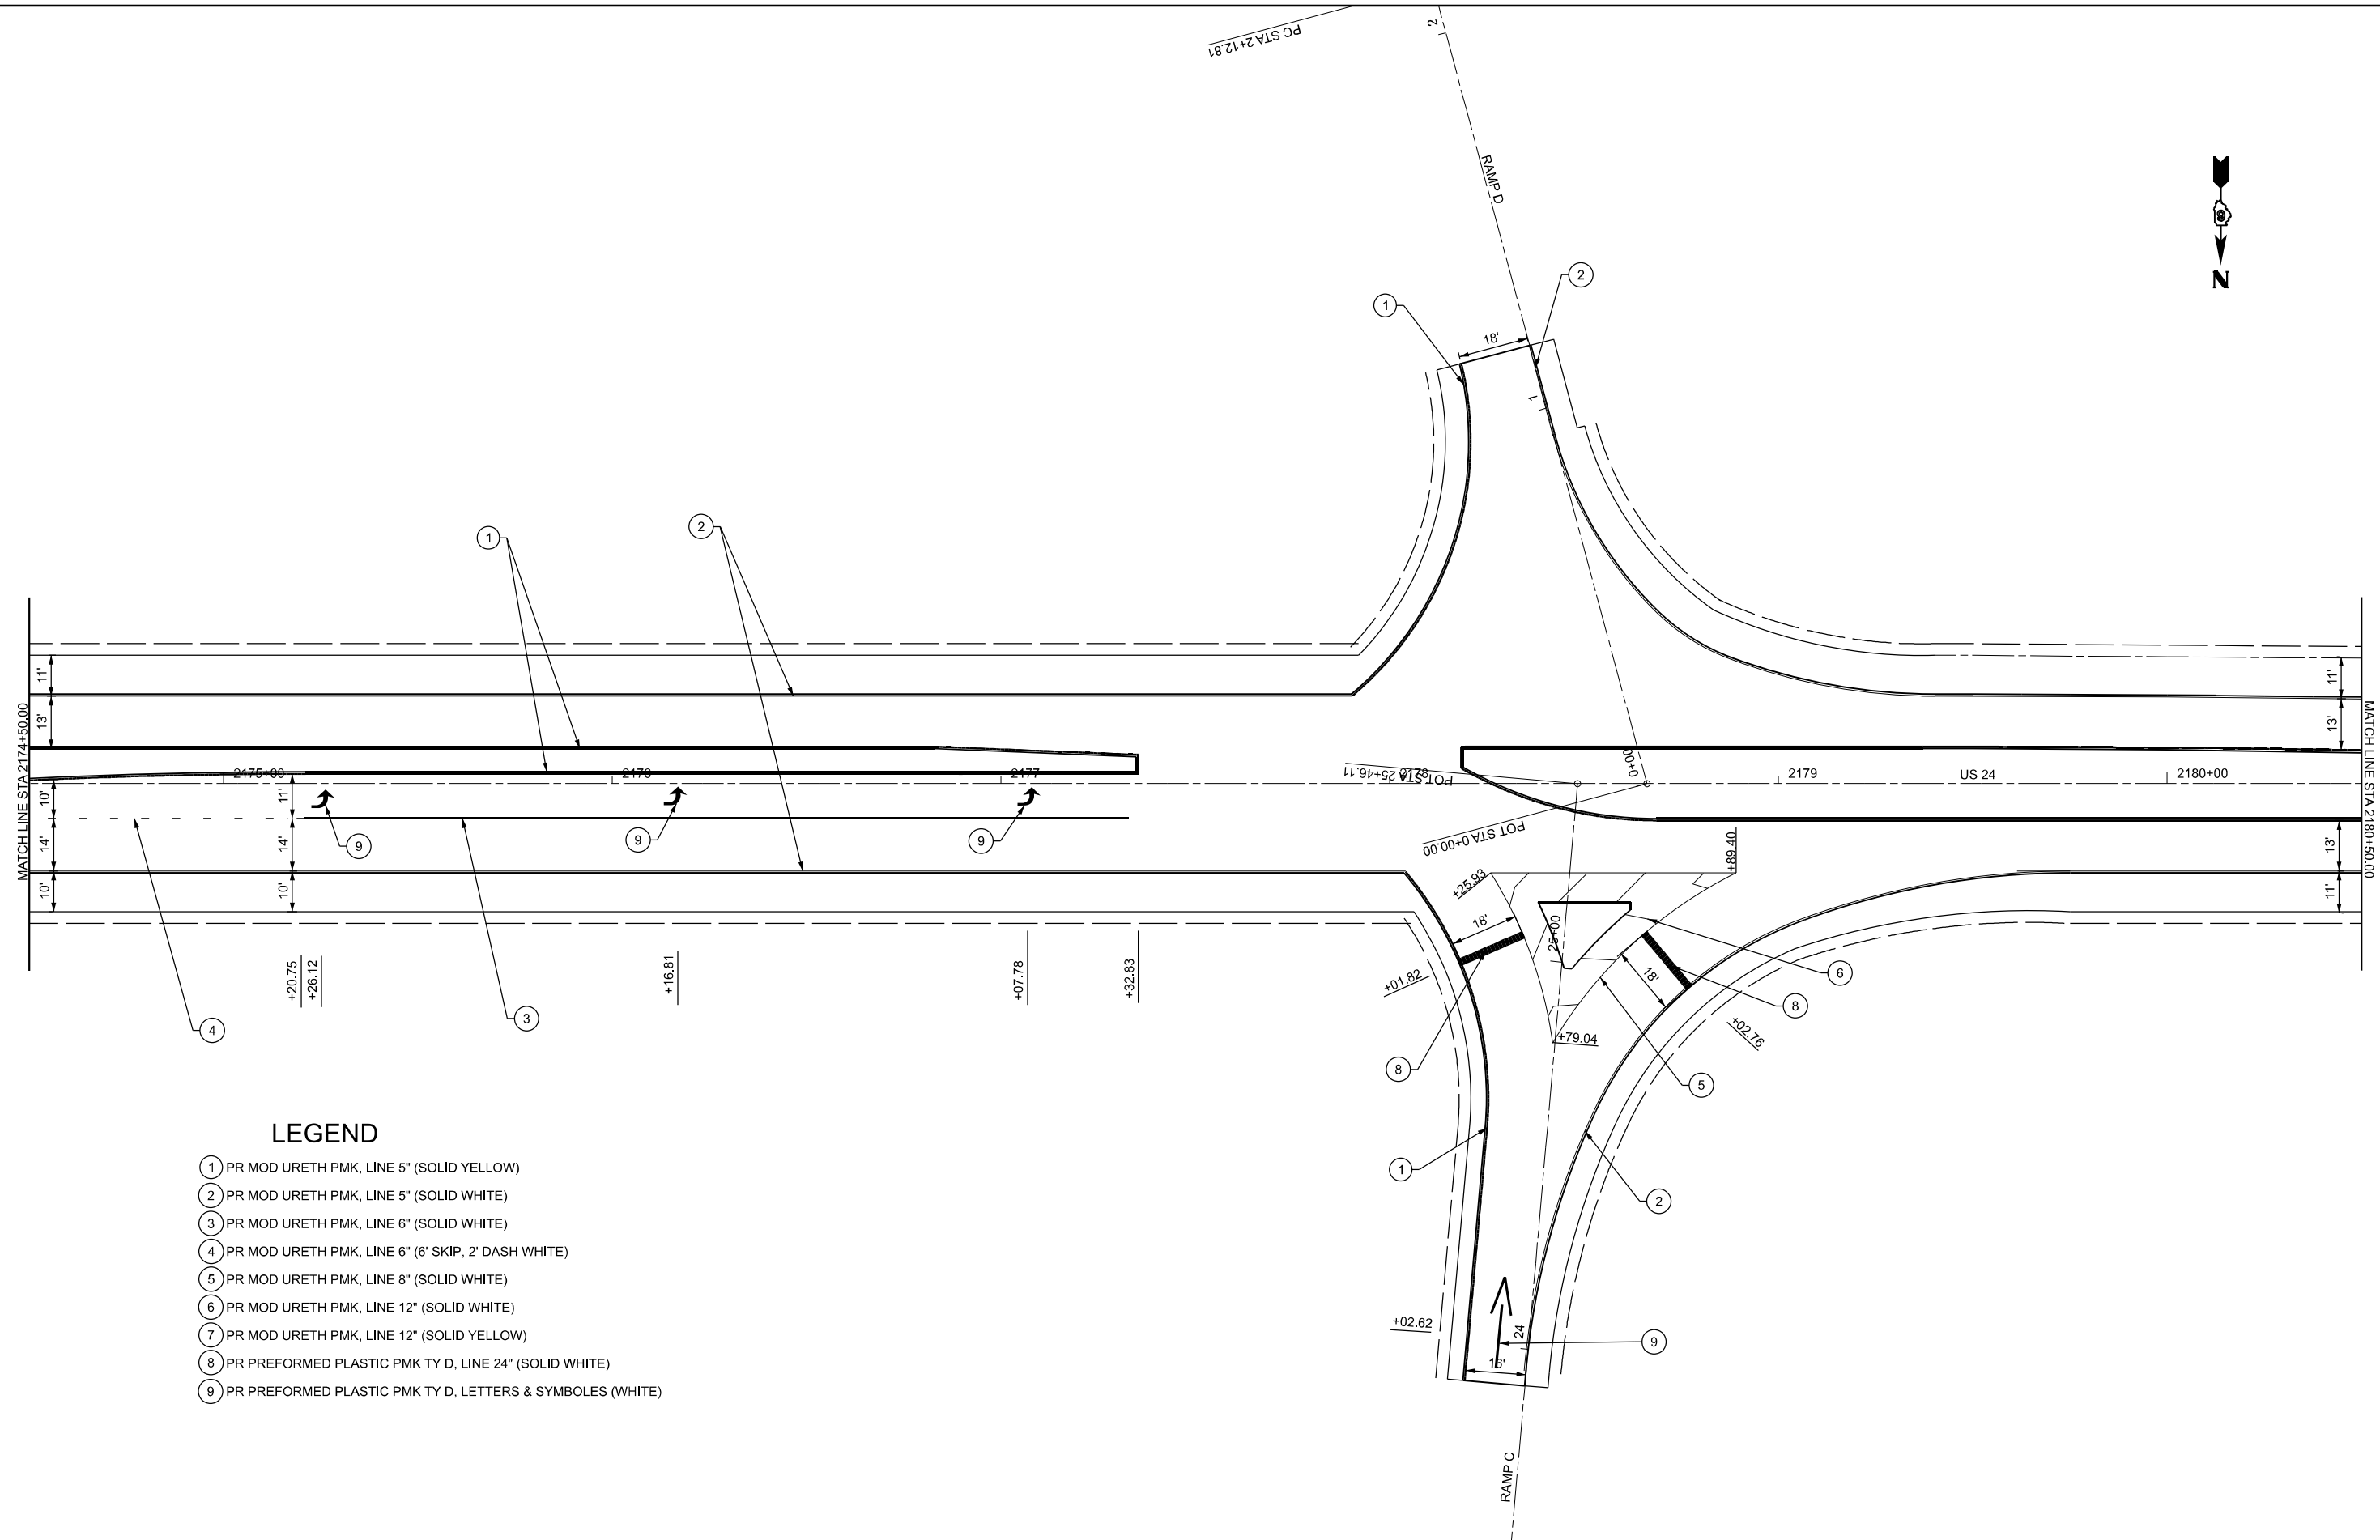 2
PC STA 2+12.81
RAMP D
9
N
2
1
18'
1
1
2
11'
13'
MATCH LINE STA 2174+50.00
10'
14'
10'
2175+00
2176
2177
11'
14'
10'
9
9
9
POT STA 25+46.11
2178
0+00
2179
US 24
2180+00
11'
13'
MATCH LINE STA 2180+50.00
13'
11'
POT STA 0+00.00
+89.40
+25.93
18'
25+00
18'
6
8
+01.82
+20.75
+26.12
+16.81
+07.78
+32.83
4
3
+02.76
+79.04
8
5
1
2
+02.62
24
9
16'
RAMP C
LEGEND
1 PR MOD URETH PMK, LINE 5" (SOLID YELLOW)
2 PR MOD URETH PMK, LINE 5" (SOLID WHITE)
3 PR MOD URETH PMK, LINE 6" (SOLID WHITE)
4 PR MOD URETH PMK, LINE 6" (6' SKIP, 2' DASH WHITE)
5 PR MOD URETH PMK, LINE 8" (SOLID WHITE)
6 PR MOD URETH PMK, LINE 12" (SOLID WHITE)
7 PR MOD URETH PMK, LINE 12" (SOLID YELLOW)
8 PR PREFORMED PLASTIC PMK TY D, LINE 24" (SOLID WHITE)
9 PR PREFORMED PLASTIC PMK TY D, LETTERS & SYMBOLES (WHITE)